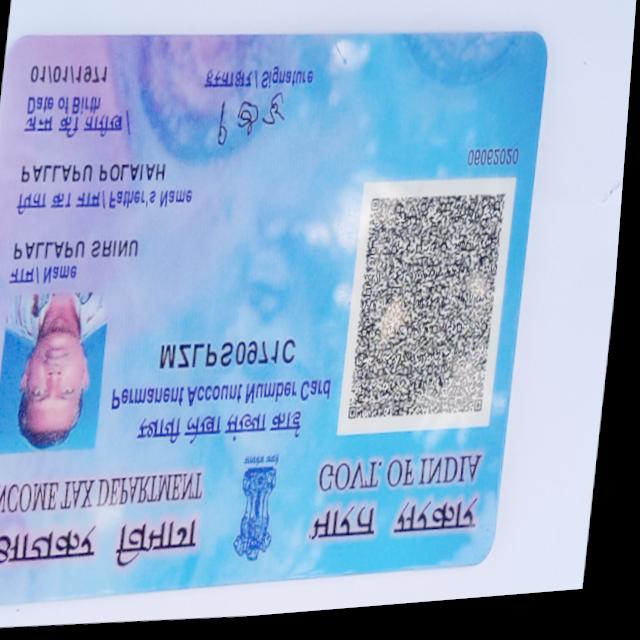 आयकर विभाग
INCOME TAX DEPARTMENT
भारत सरकार
GOVT. OF INDIA
सत्यमेव जयते
स्थायी लेखा संख्या कार्ड
Permanent Account Number Card
MZLPS0971C
नाम/ Name
PALLAPU SRINU
पिता का नाम/ Father's Name
PALLAPU POLAIAH
जन्म की तारीख/
Date of Birth
01/01/1971
हस्ताक्षर/ Signature
06062020